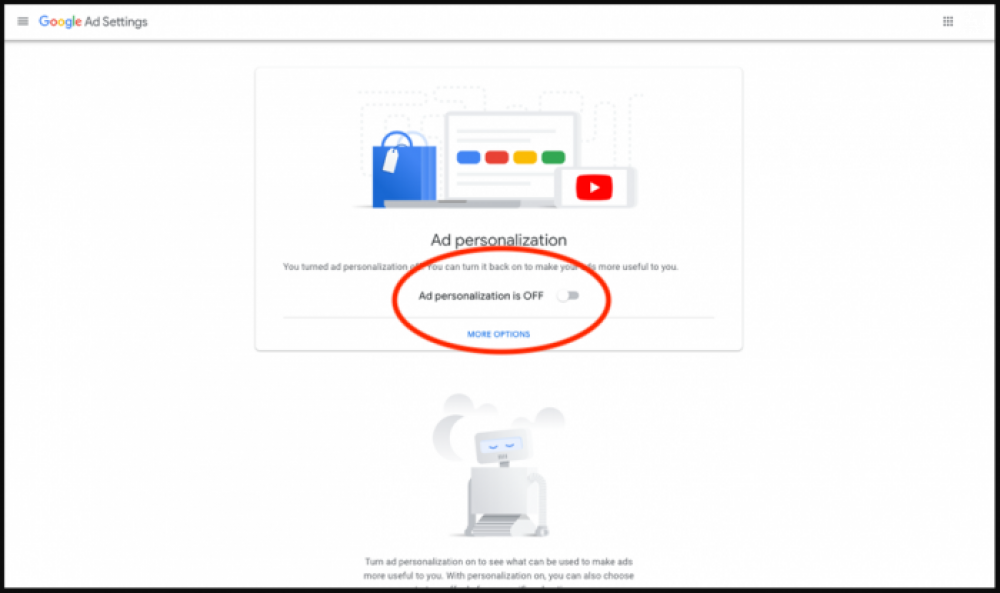 Google Ad Settings
Ad personalization
You turned ad personalization off. You can turn it back on to make your ads more useful to you.
Ad personalization is OFF
MORE OPTIONS
Turn ad personalization on to see what can be used to make ads
more useful to you. With personalization on, you can also choose